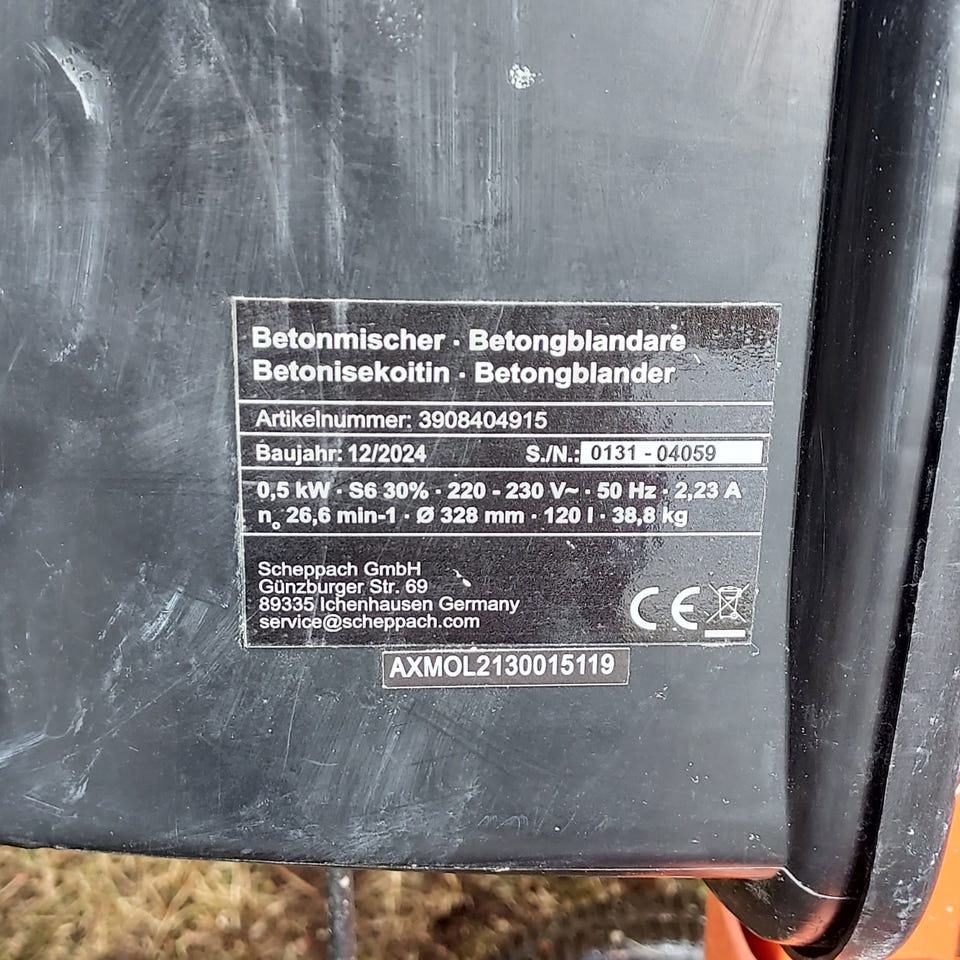 Betonmischer · Betongblandare
Betonisekoitin · Betongblander
Artikelnummer: 3908404915
Baujahr: 12/2024 S./N.: 0131 - 04059
0,5 kW · S6 30% · 220 - 230 V~ · 50 Hz · 2,23 A
n₀ 26,6 min-1 · Ø 328 mm · 120 l · 38,8 kg
Scheppach GmbH
Günzburger Str. 69
89335 Ichenhausen Germany
service@scheppach.com
CE
AXMOL2130015119